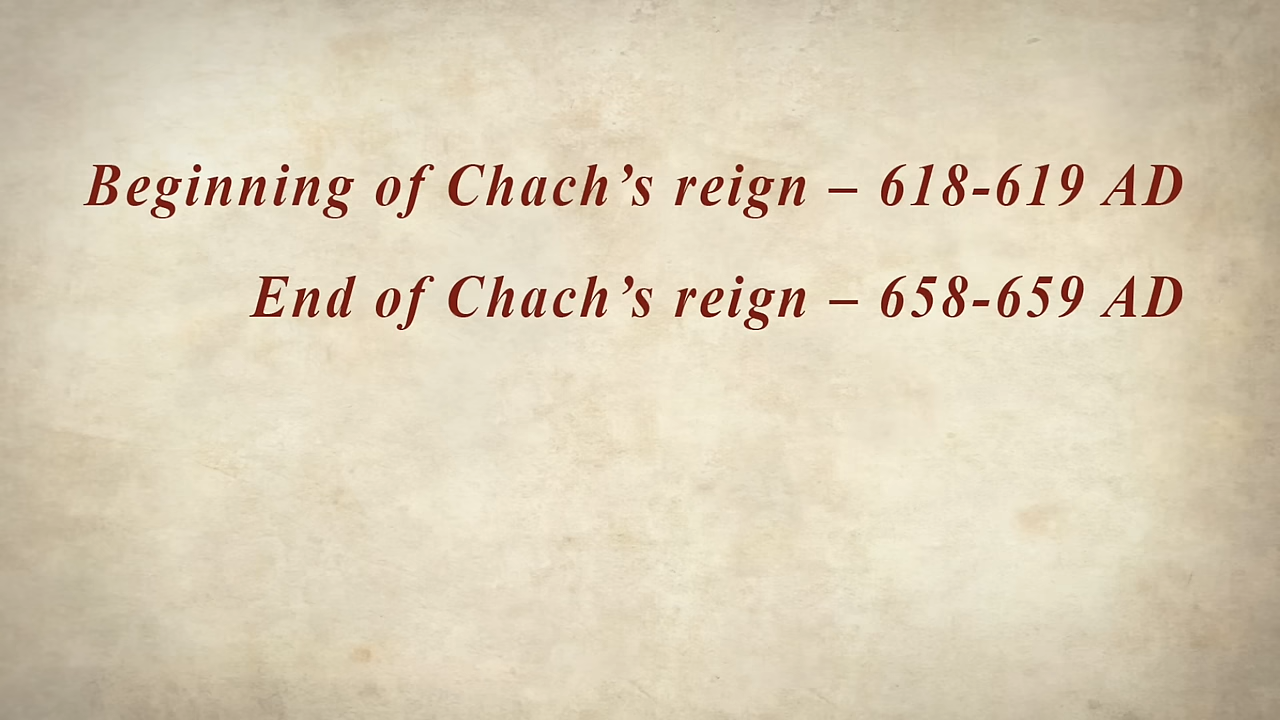 Beginning of Chach’s reign – 618-619 AD
End of Chach’s reign – 658-659 AD